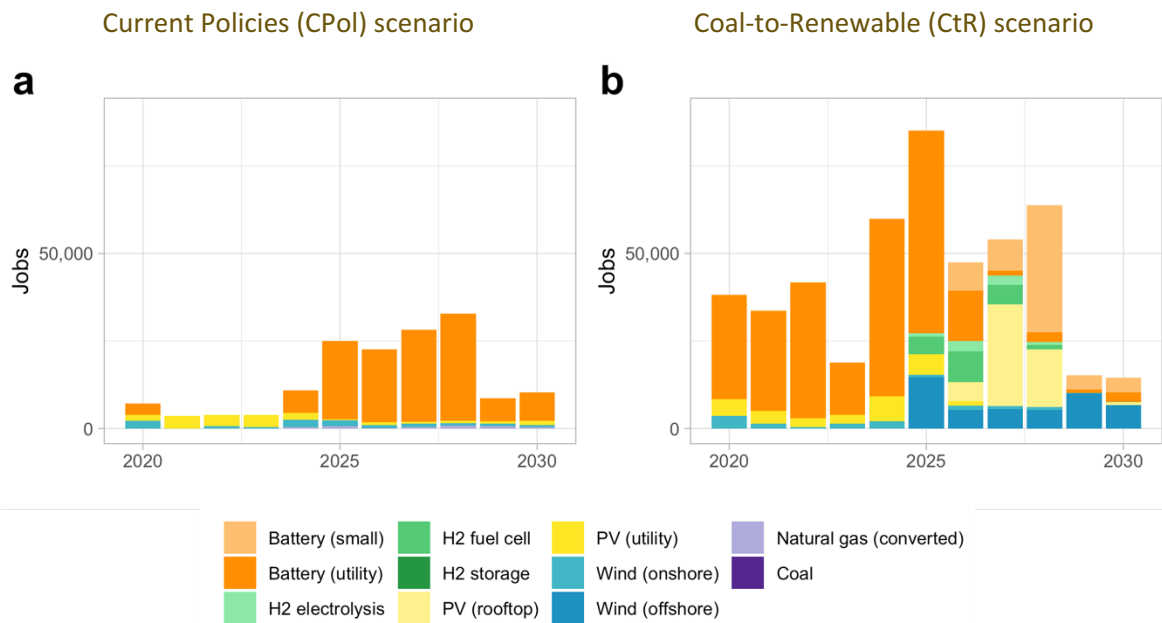 Current Policies (CPol) scenario
Coal-to-Renewable (CtR) scenario
a
b
Jobs
50,000
0
2020
2025
2030
Jobs
50,000
0
2020
2025
2030
Battery (small)
H2 fuel cell
PV (utility)
Natural gas (converted)
Battery (utility)
H2 storage
Wind (onshore)
Coal
H2 electrolysis
PV (rooftop)
Wind (offshore)